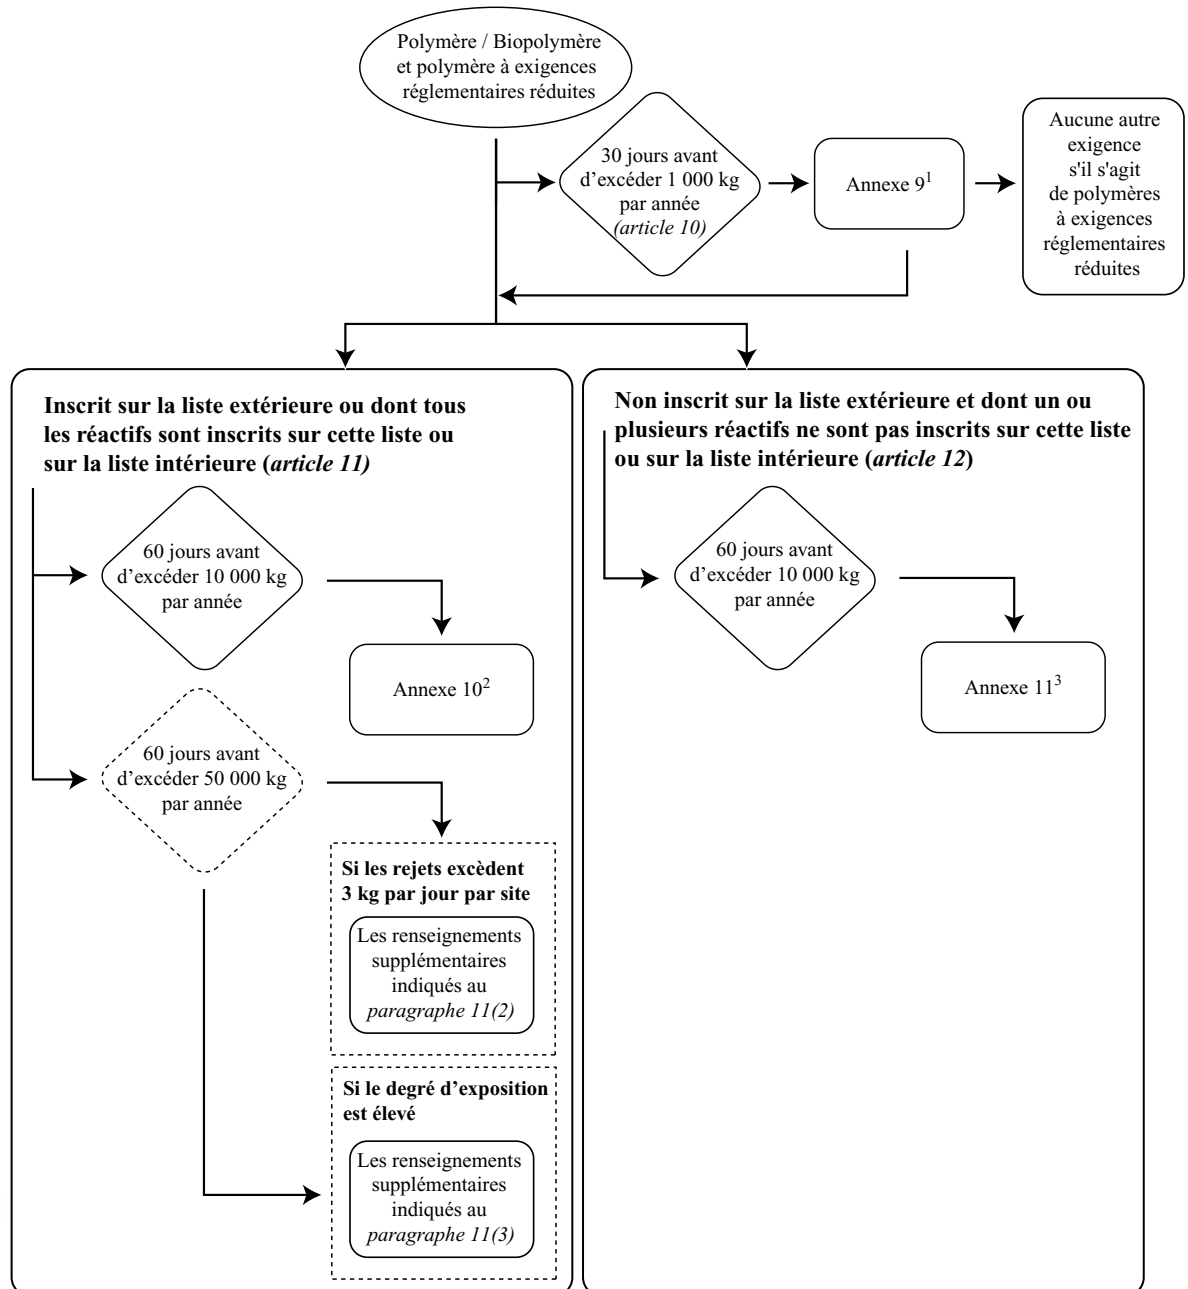 Polymère / Biopolymère
et polymère à exigences
réglementaires réduites
30 jours avant
d'excéder 1 000 kg
par année
(article 10)
Annexe 9¹
Aucune autre
exigence
s'il s'agit
de polymères
à exigences
réglementaires
réduites
Inscrit sur la liste extérieure ou dont tous
les réactifs sont inscrits sur cette liste ou
sur la liste intérieure (article 11)
60 jours avant
d'excéder 10 000 kg
par année
Annexe 10²
60 jours avant
d'excéder 50 000 kg
par année
Si les rejets excèdent
3 kg par jour par site
Les renseignements
supplémentaires
indiqués au
paragraphe 11(2)
Si le degré d'exposition
est élevé
Les renseignements
supplémentaires
indiqués au
paragraphe 11(3)
Non inscrit sur la liste extérieure et dont un ou
plusieurs réactifs ne sont pas inscrits sur cette liste
ou sur la liste intérieure (article 12)
60 jours avant
d'excéder 10 000 kg
par année
Annexe 11³